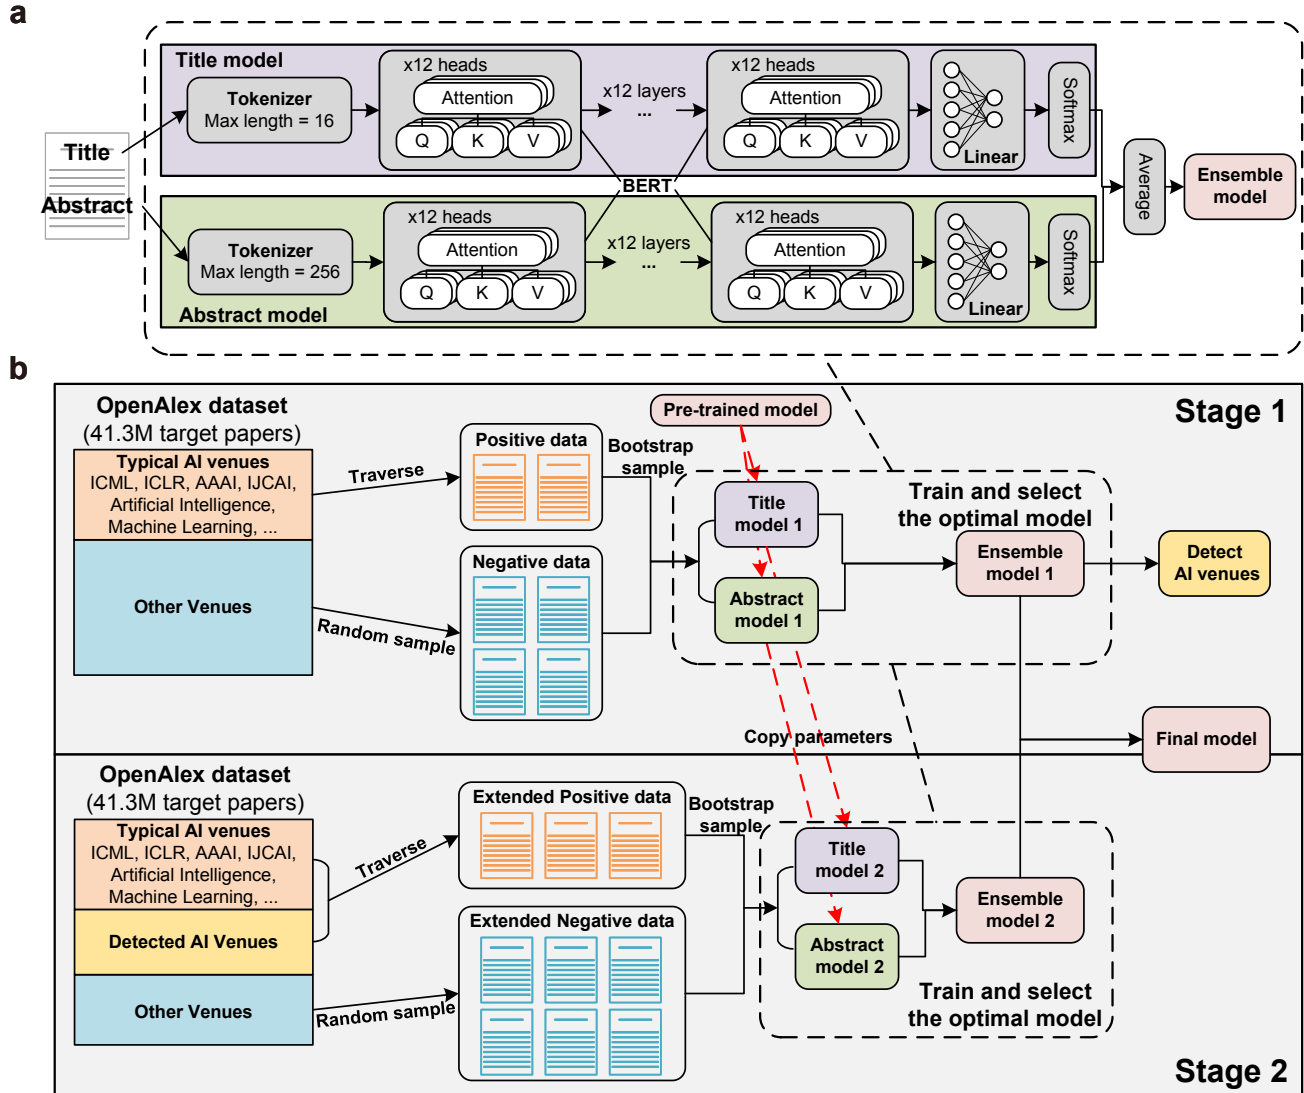 a
Title model
Tokenizer
Max length = 16
x12 heads
Attention
Q
K
V
x12 layers
...
x12 heads
Attention
Q
K
V
Linear
Softmax
Title
Abstract
BERT
Average
Ensemble
model
Tokenizer
Max length = 256
x12 heads
Attention
Q
K
V
x12 layers
...
x12 heads
Attention
Q
K
V
Linear
Softmax
Abstract model
b
Stage 1
OpenAlex dataset
(41.3M target papers)
Typical AI venues
ICML, ICLR, AAAI, IJCAI,
Artificial Intelligence,
Machine Learning, ...
Other Venues
Traverse
Random sample
Positive data
Negative data
Bootstrap
sample
Pre-trained model
Title
model 1
Abstract
model 1
Train and select
the optimal model
Ensemble
model 1
Detect
AI venues
Copy parameters
Final model
OpenAlex dataset
(41.3M target papers)
Typical AI venues
ICML, ICLR, AAAI, IJCAI,
Artificial Intelligence,
Machine Learning, ...
Detected AI Venues
Other Venues
Traverse
Random sample
Extended Positive data
Extended Negative data
Bootstrap
sample
Title
model 2
Abstract
model 2
Ensemble
model 2
Train and select
the optimal model
Stage 2